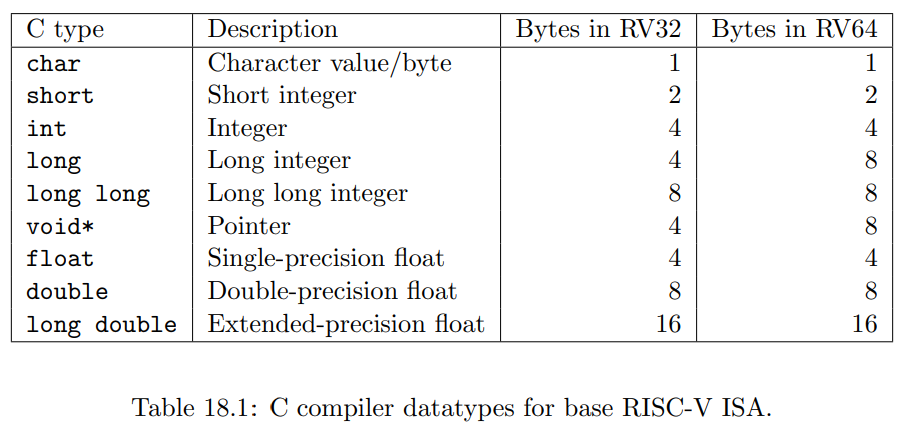 C type Description Bytes in RV32 Bytes in RV64
char Character value/byte 1 1
short Short integer 2 2
int Integer 4 4
long Long integer 4 8
long long Long long integer 8 8
void* Pointer 4 8
float Single-precision float 4 4
double Double-precision float 8 8
long double Extended-precision float 16 16
Table 18.1: C compiler datatypes for base RISC-V ISA.